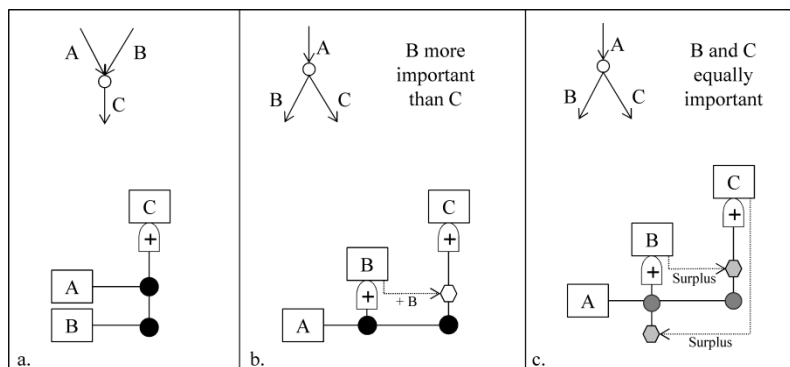 A
B
C
C
+
A
B
a.
A
B
C
B more
important
than C
C
+
B
+
+ B
A
b.
A
B
C
B and C
equally
important
C
+
B
+
Surplus
A
Surplus
c.